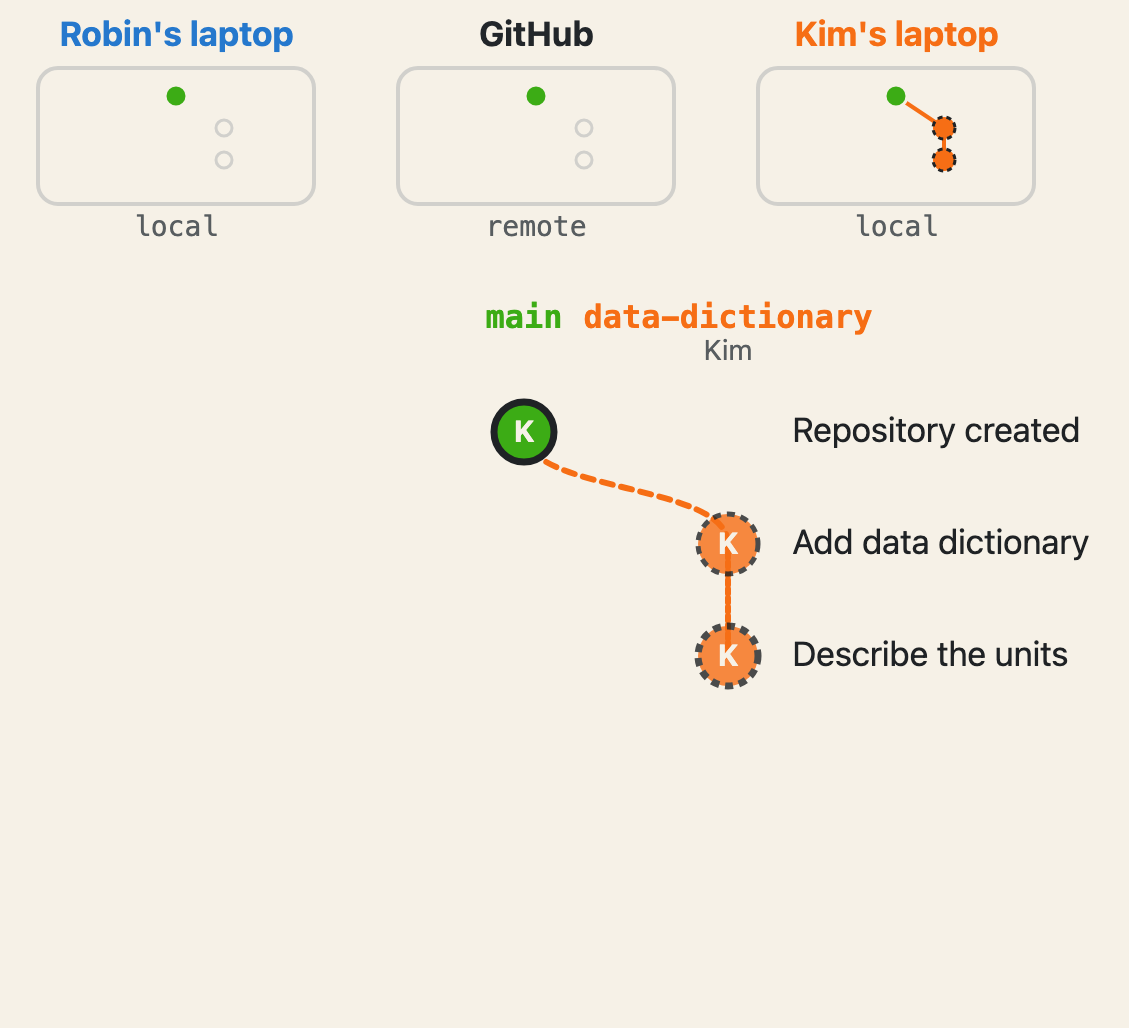 Robin's laptop
GitHub
Kim's laptop
local
remote
local
main data-dictionary
Kim
K Repository created
K Add data dictionary
K Describe the units